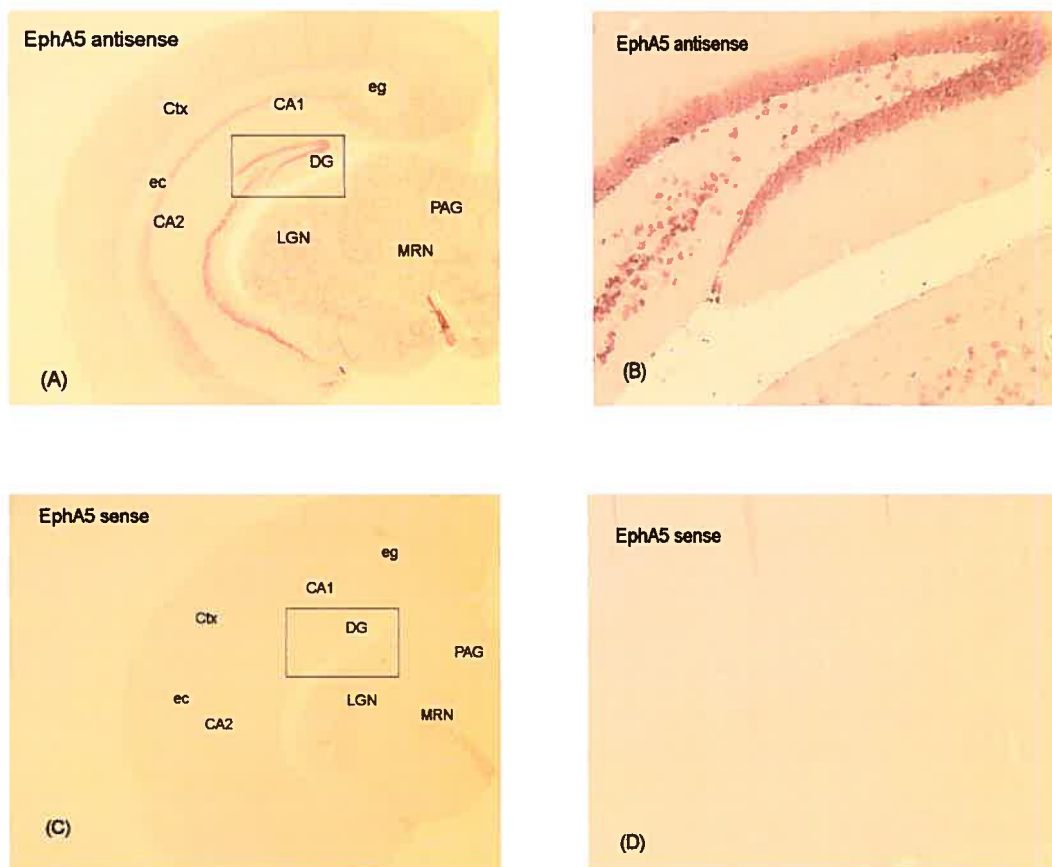 EphA5 antisense
eg
CA1
Ctx
DG
ec
CA2
PAG
LGN
MRN
(A)
EphA5 antisense
(B)
EphA5 sense
eg
CA1
Ctx
DG
PAG
ec
LGN
CA2
MRN
(C)
EphA5 sense
(D)